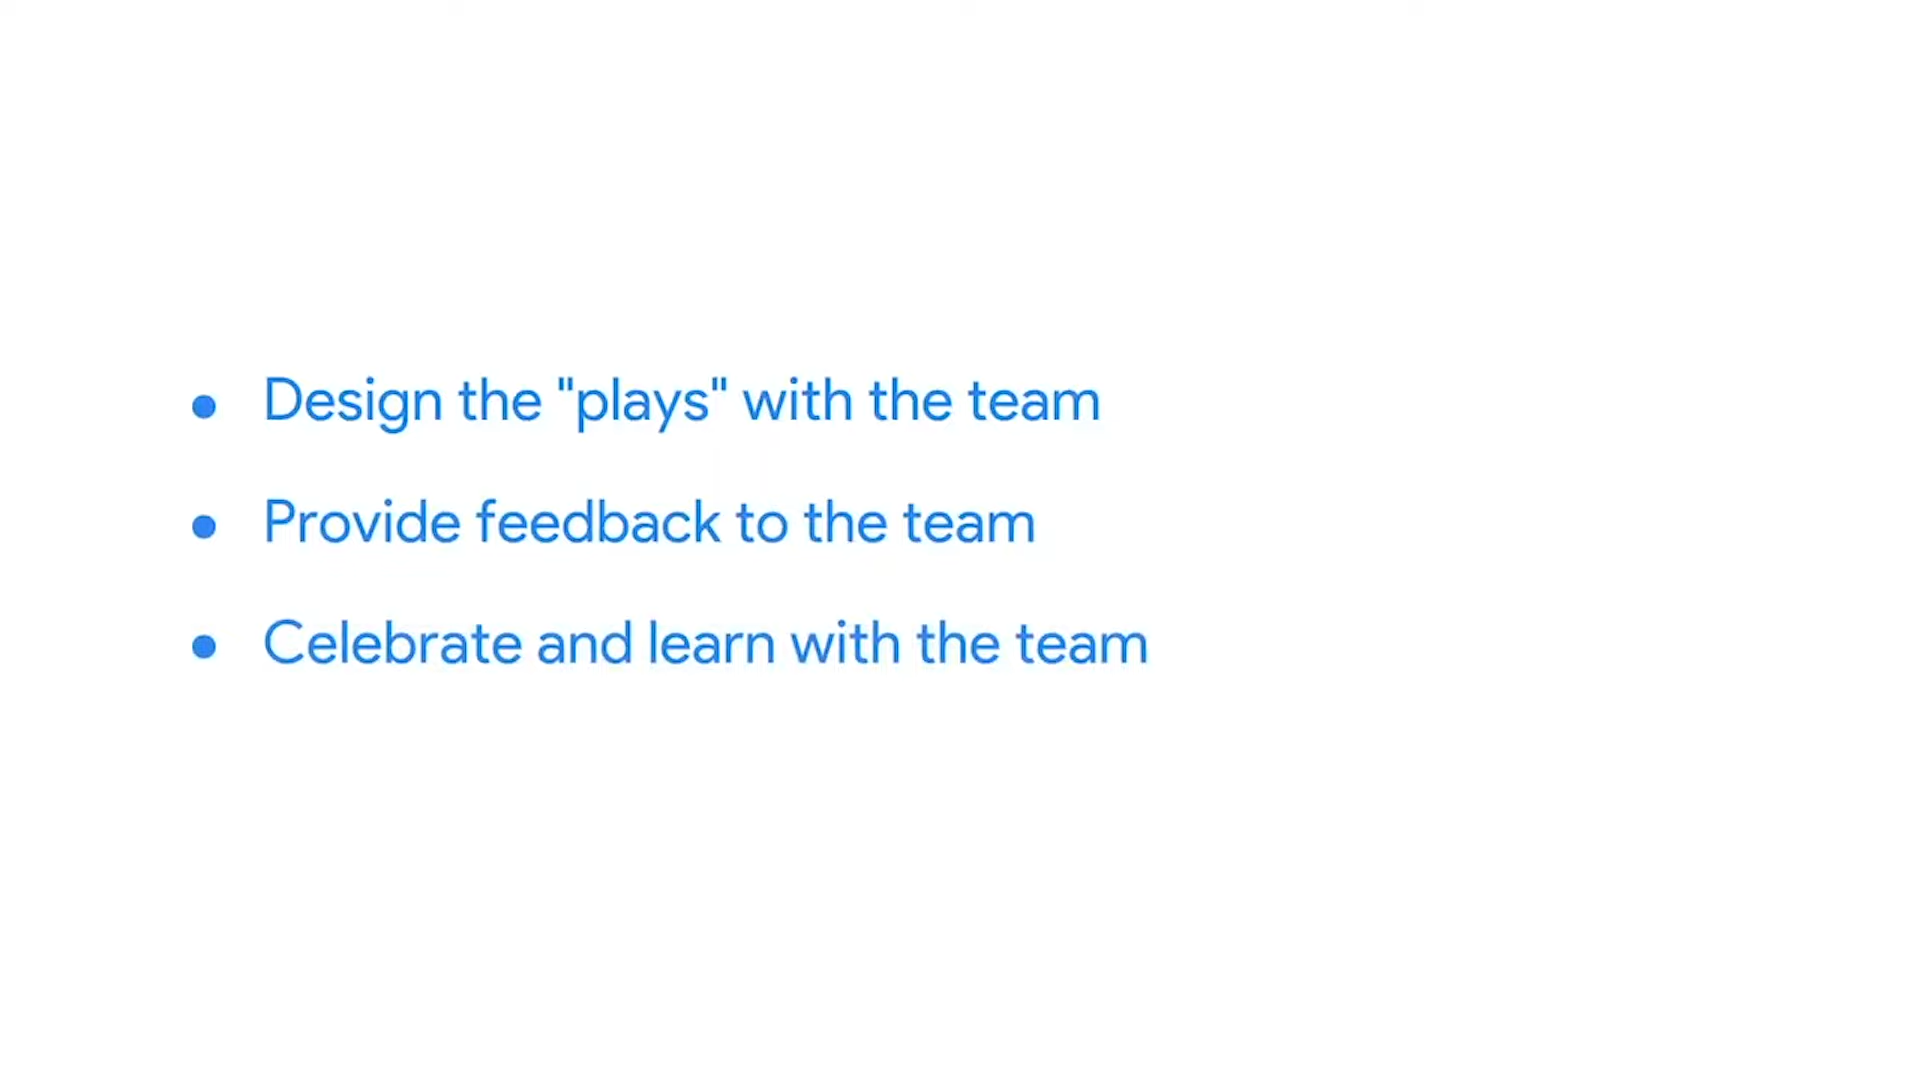 • Design the "plays" with the team
• Provide feedback to the team
• Celebrate and learn with the team